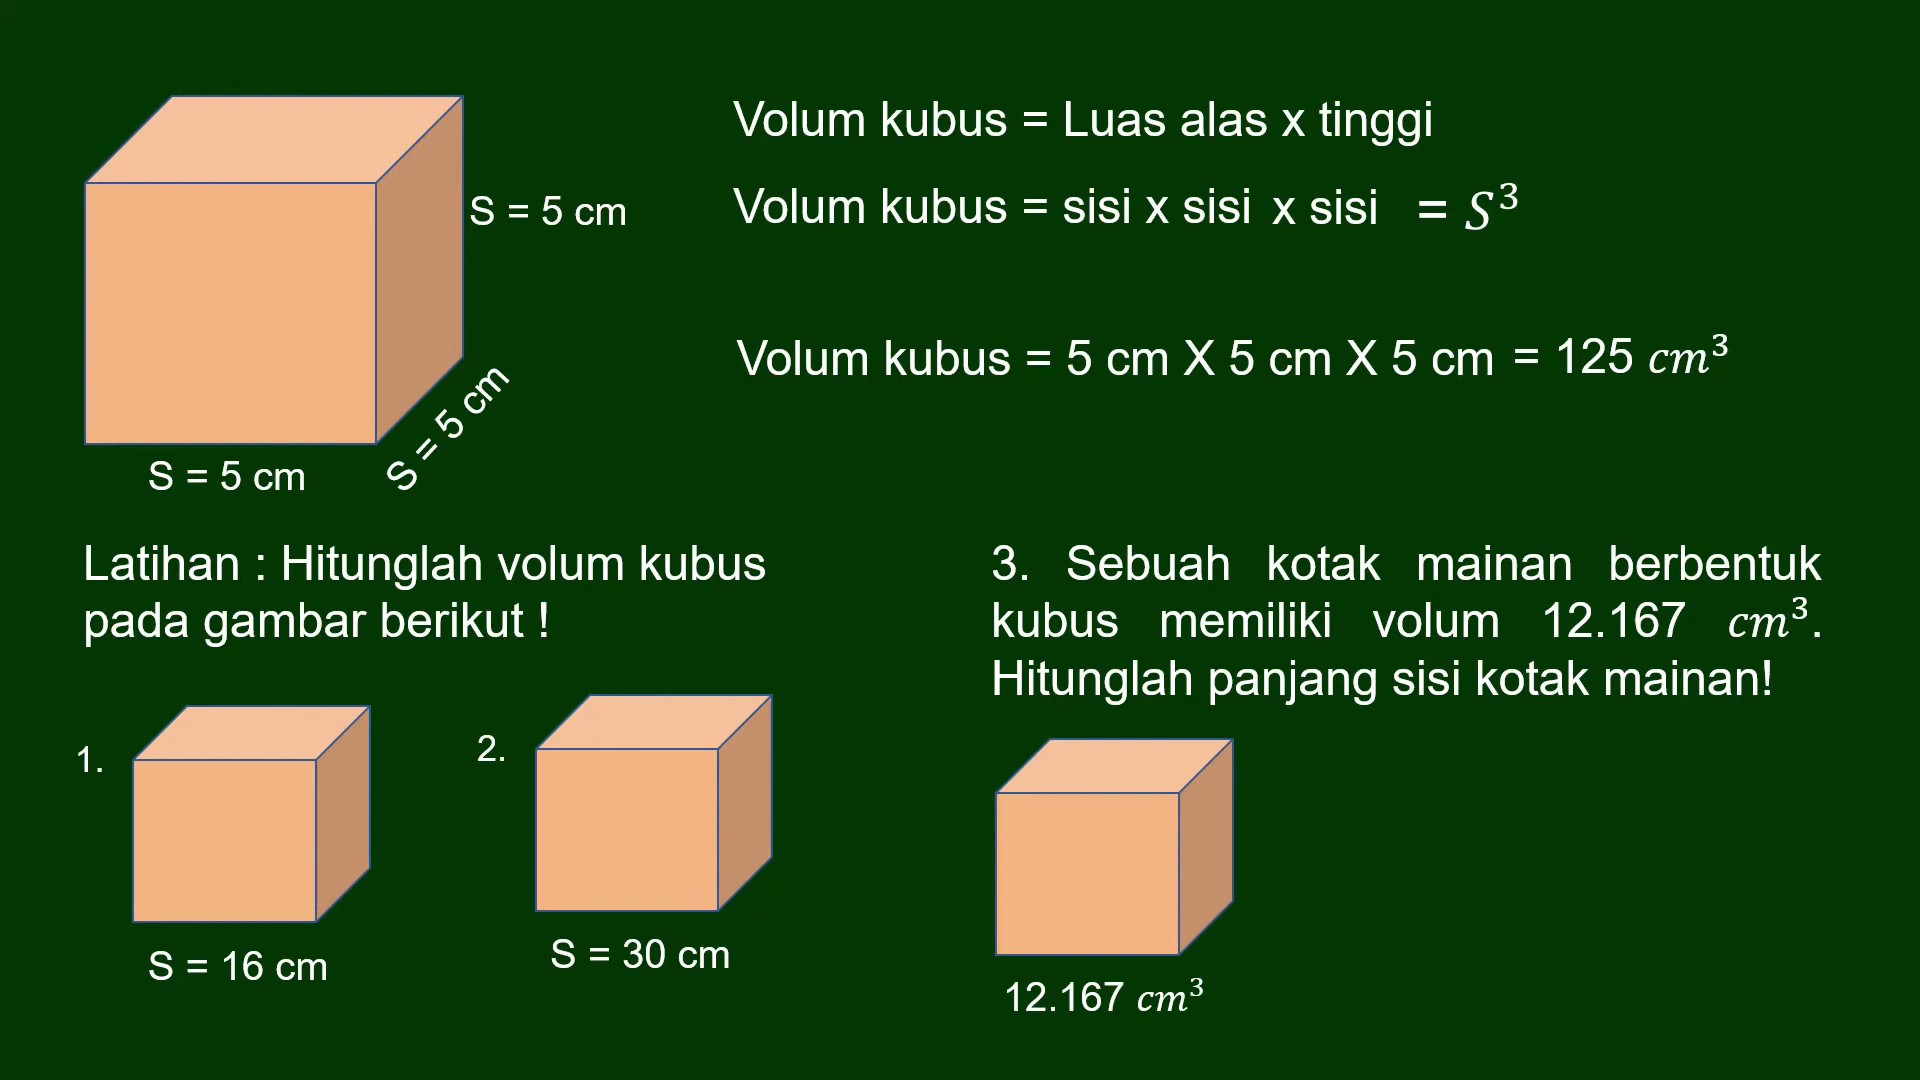 Volum kubus = Luas alas x tinggi
S = 5 cm
Volum kubus = sisi x sisi x sisi = S³
Volum kubus = 5 cm X 5 cm X 5 cm = 125 cm³
S = 5 cm
S = 5 cm
Latihan : Hitunglah volum kubus
pada gambar berikut !
1.
S = 16 cm
2.
S = 30 cm
3. Sebuah kotak mainan berbentuk
kubus memiliki volum 12.167 cm³.
Hitunglah panjang sisi kotak mainan!
12.167 cm³